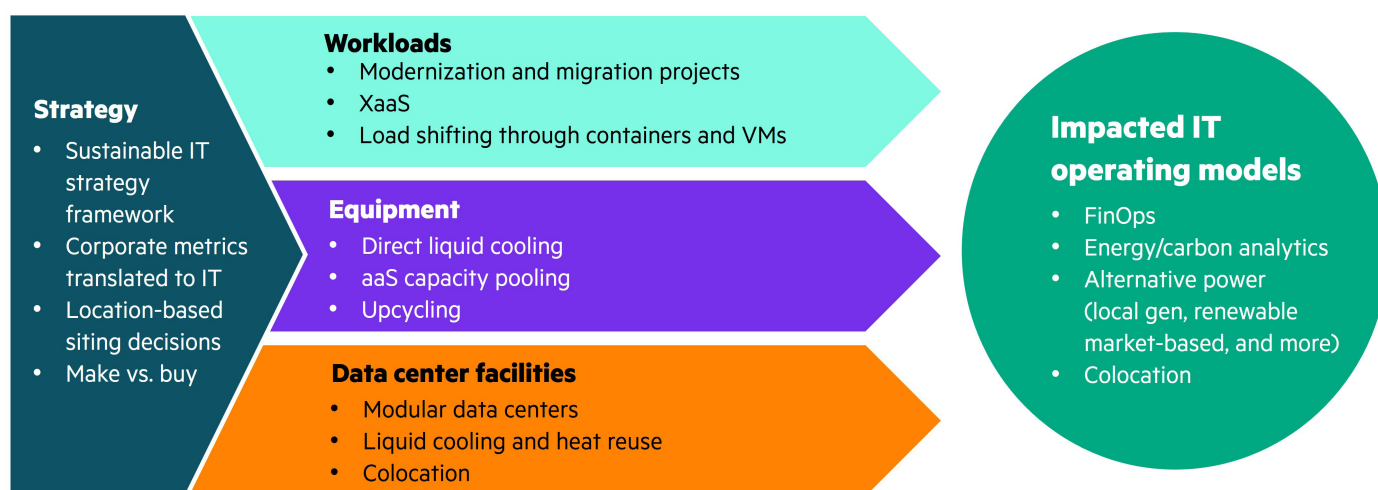 Strategy
• Sustainable IT
strategy
framework
• Corporate metrics
translated to IT
• Location-based
siting decisions
• Make vs. buy
Workloads
• Modernization and migration projects
• XaaS
• Load shifting through containers and VMs
Equipment
• Direct liquid cooling
• aaS capacity pooling
• Upcycling
Data center facilities
• Modular data centers
• Liquid cooling and heat reuse
• Colocation
Impacted IT
operating models
• FinOps
• Energy/carbon analytics
• Alternative power
(local gen, renewable
market-based, and more)
• Colocation